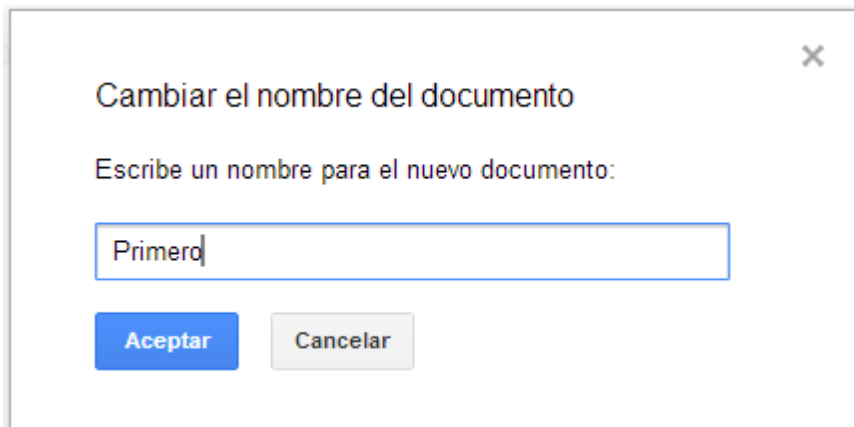 Cambiar el nombre del documento
Escribe un nombre para el nuevo documento:
Primero
Aceptar Cancelar